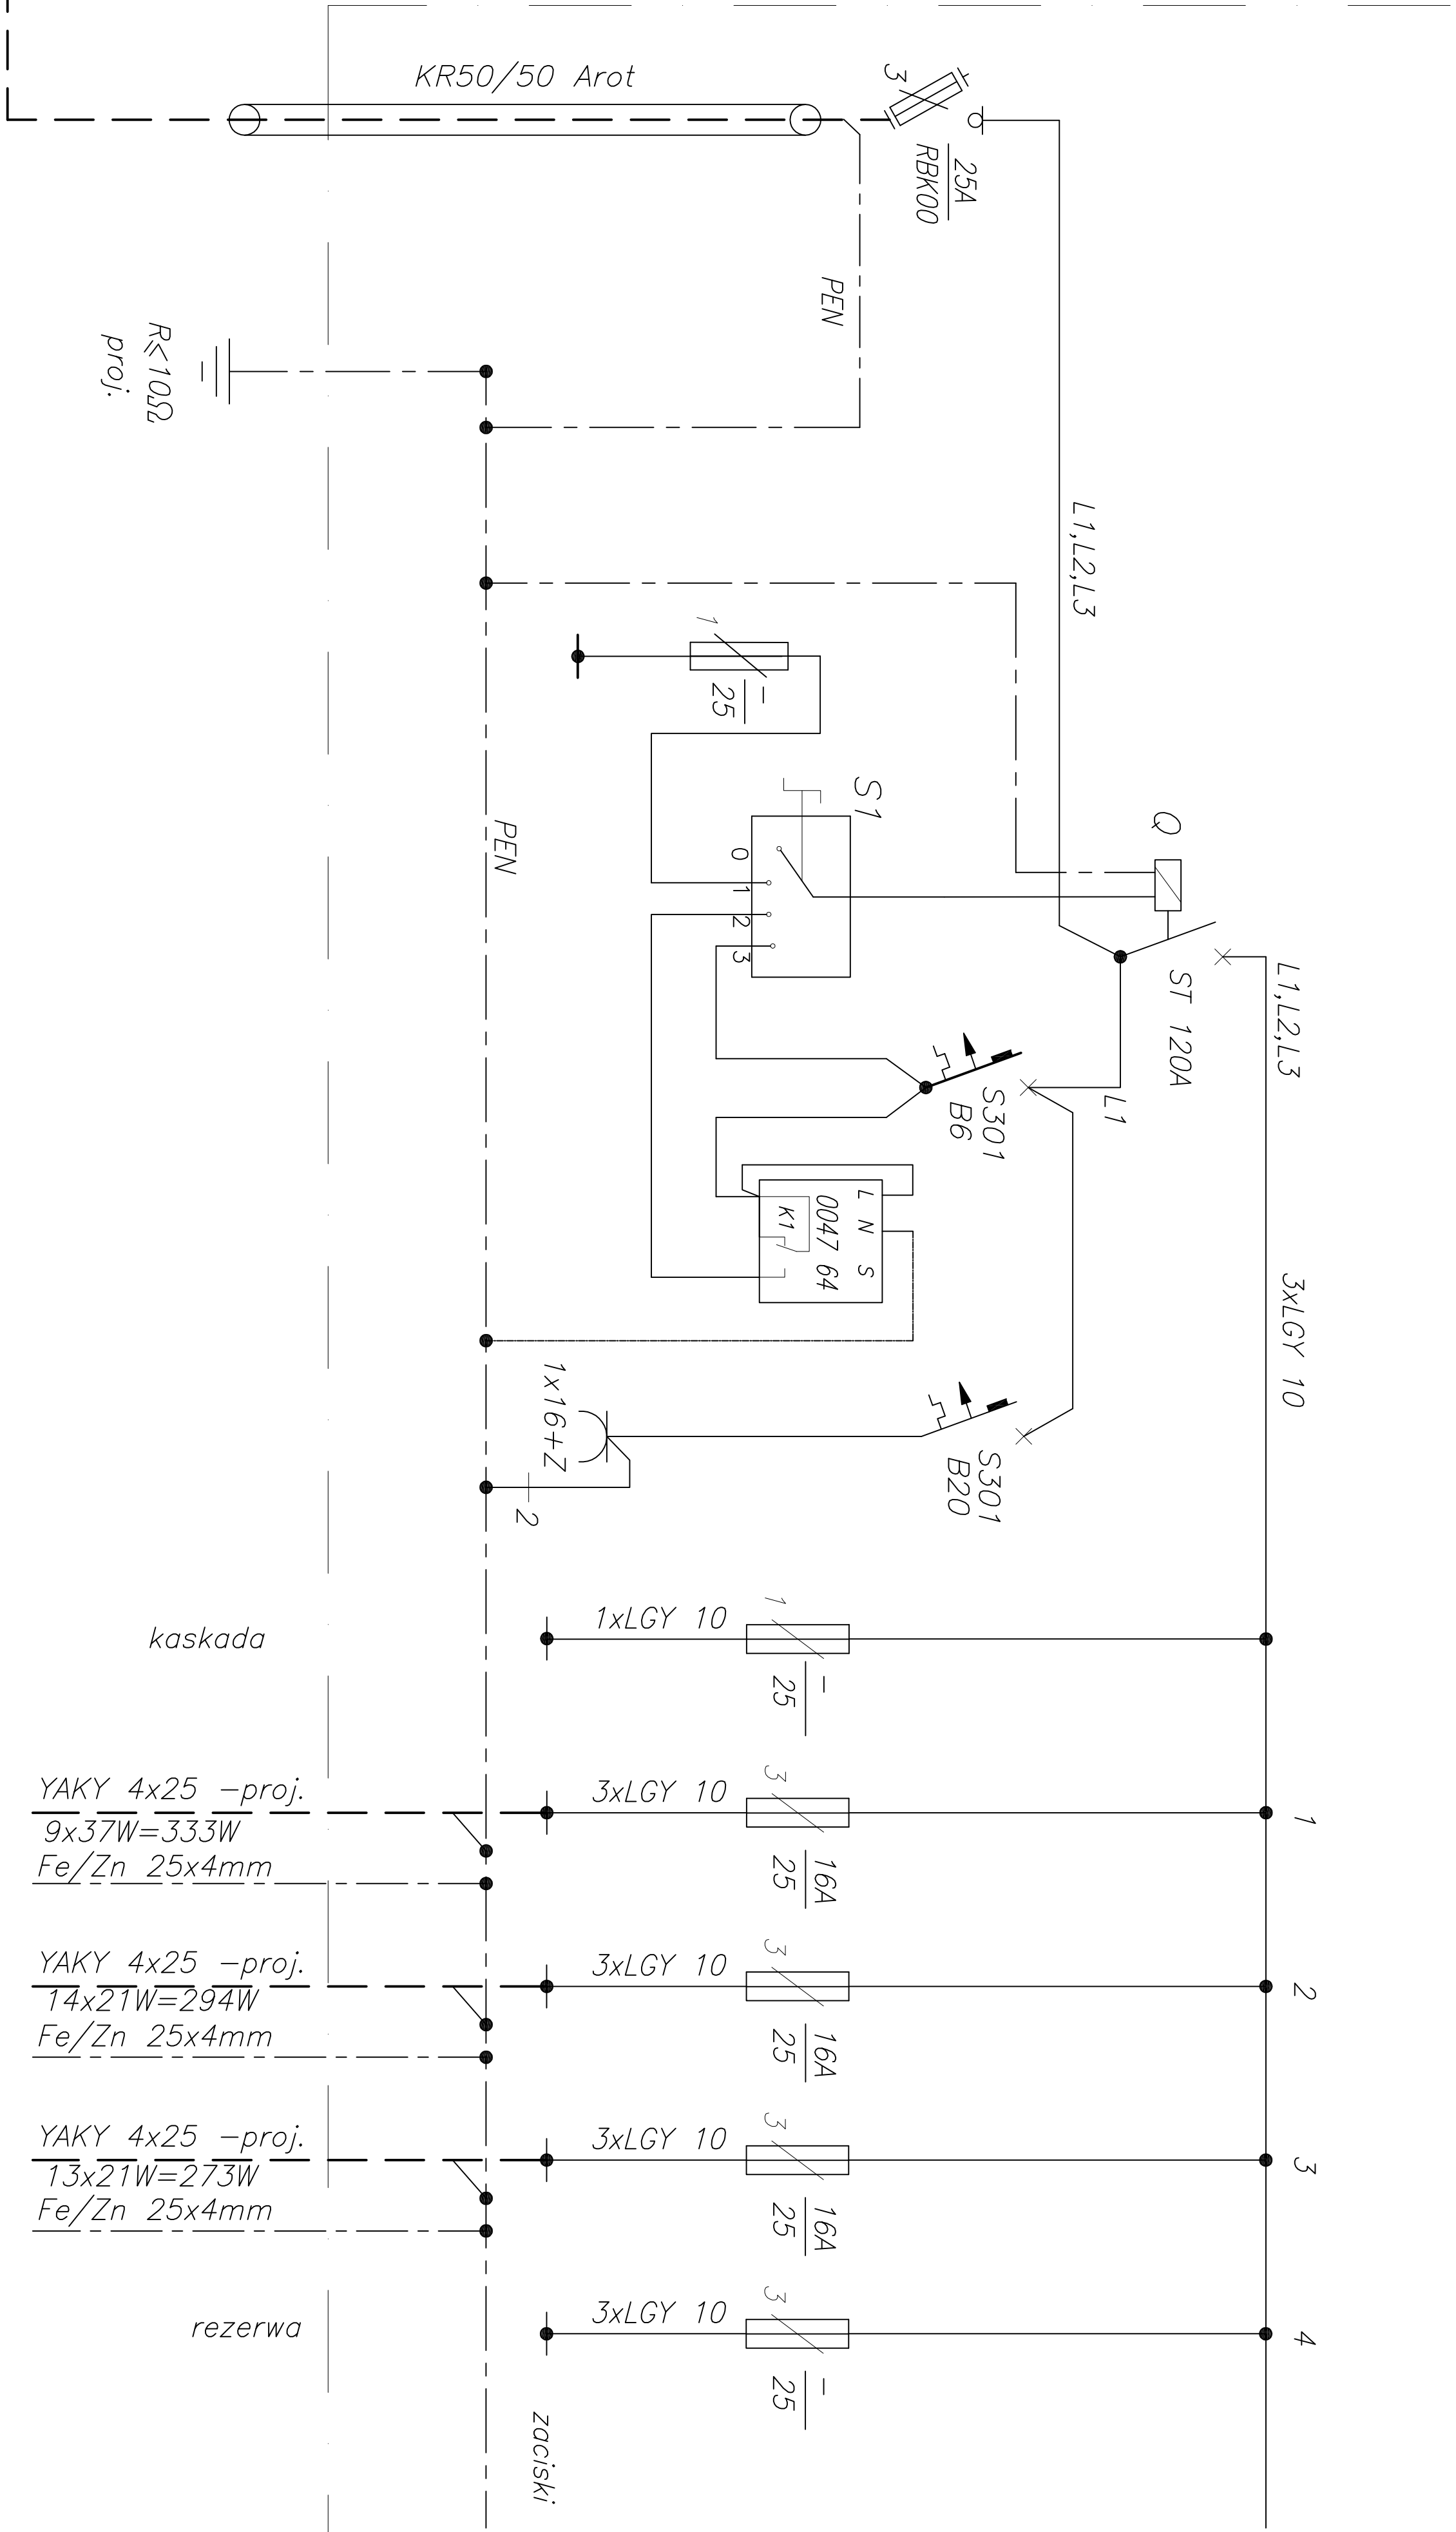 KR50/50 Arot
3
25A
RBK00
PEN
R≤10Ω
proj.
L1,L2,L3
1
-
25
S1
0
1
2
3
Q
ST 120A
L1,L2,L3
PEN
S301
B6
L1
L N S
0047 64
K1
3xLGY 10
1x16+Z
2
S301
B20
kaskada
1xLGY 10
1
-
25
YAKY 4x25 -proj.
9x37W=333W
Fe/Zn 25x4mm
3xLGY 10
3
16A
25
1
YAKY 4x25 -proj.
14x21W=294W
Fe/Zn 25x4mm
3xLGY 10
3
16A
25
2
YAKY 4x25 -proj.
13x21W=273W
Fe/Zn 25x4mm
3xLGY 10
3
16A
25
3
rezerwa
3xLGY 10
3
-
25
4
zaciski